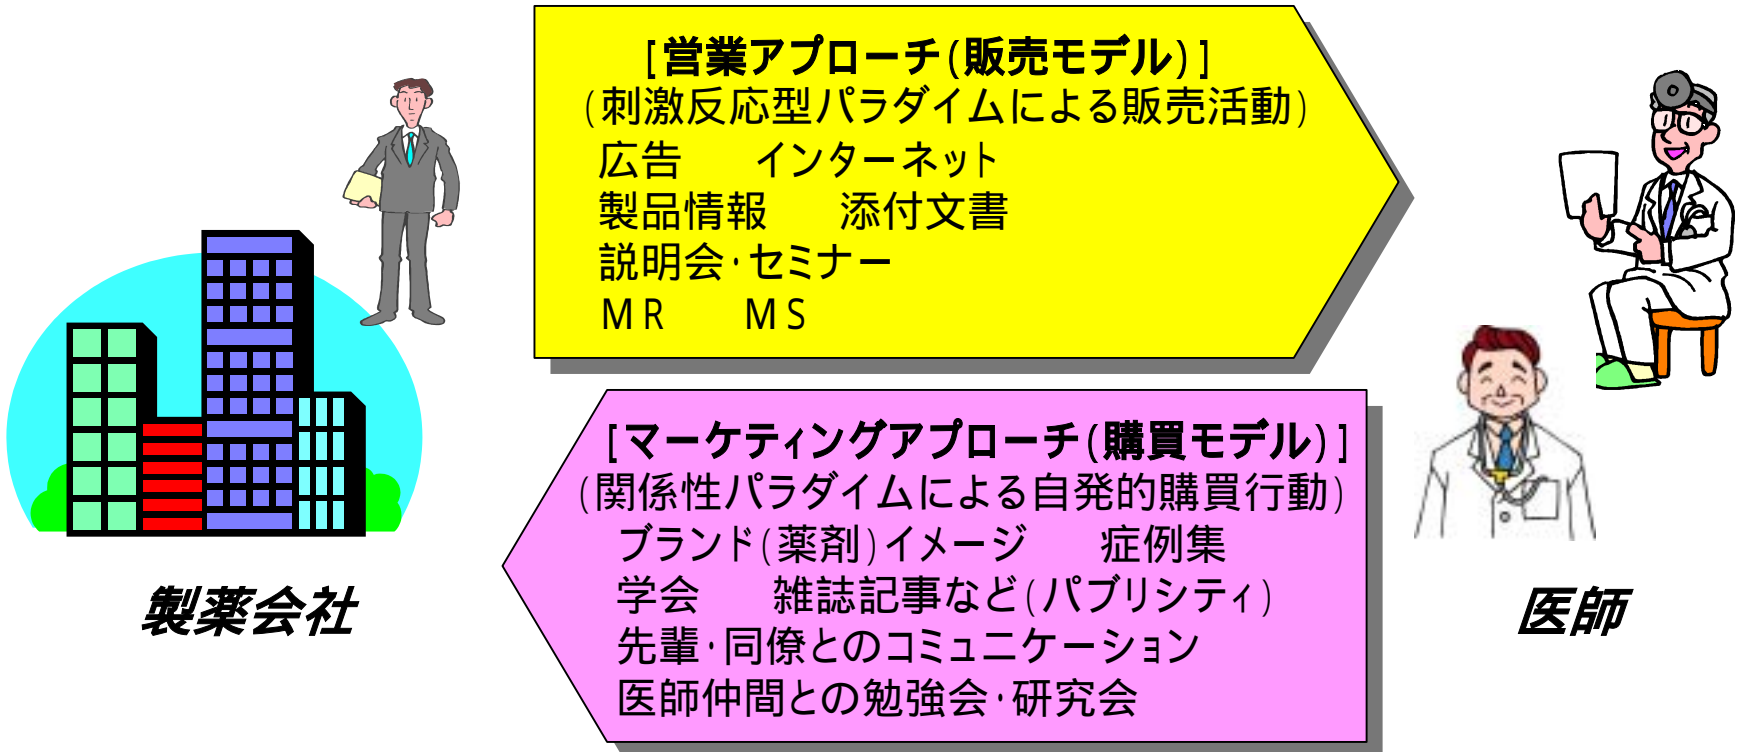 [営業アプローチ(販売モデル)]
(刺激反応型パラダイムによる販売活動)
広告　インターネット
製品情報　添付文書
説明会・セミナー
MR　MS
[マーケティングアプローチ(購買モデル)]
(関係性パラダイムによる自発的購買行動)
ブランド(薬剤)イメージ　症例集
学会　雑誌記事など(パブリシティ)
先輩・同僚とのコミュニケーション
医師仲間との勉強会・研究会
製薬会社
医師